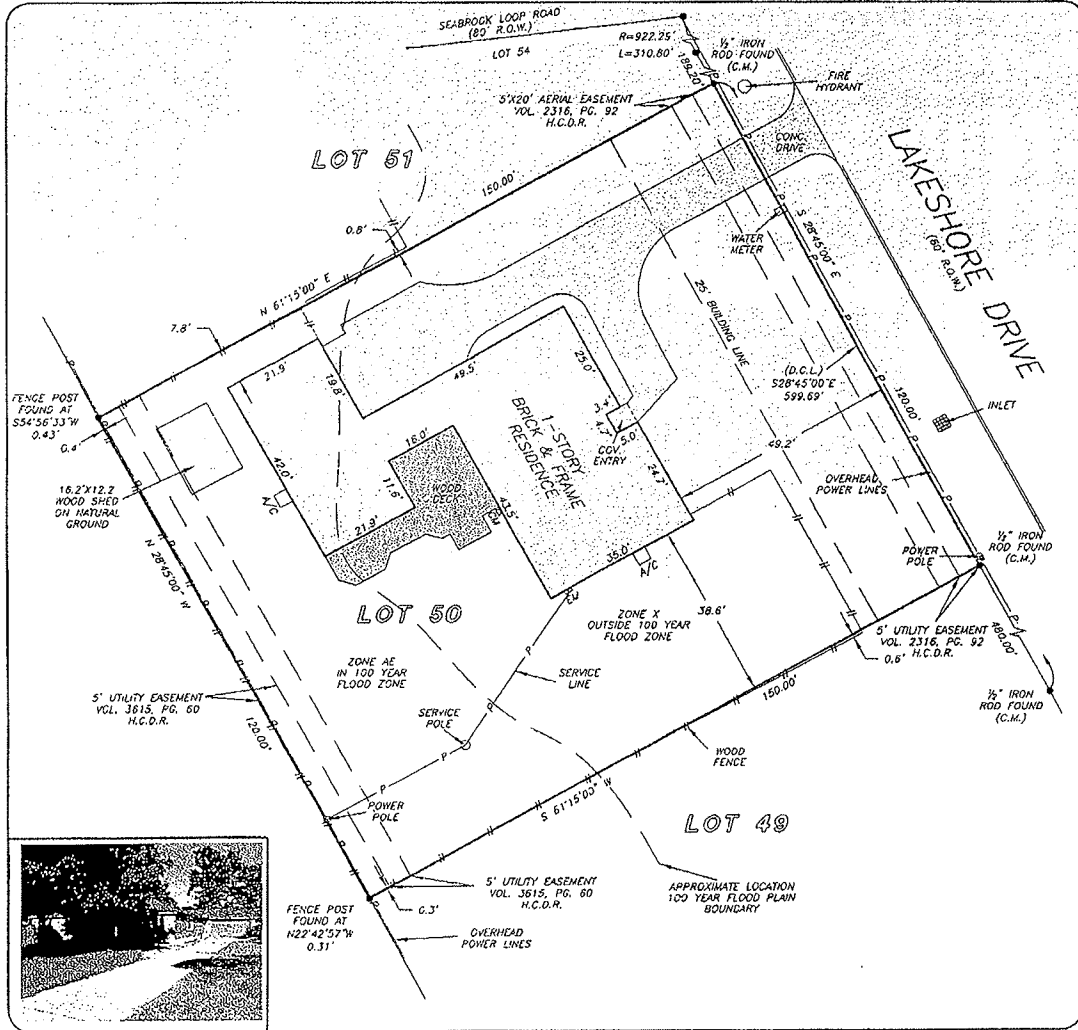 SEABROOK LOOP ROAD
(80' R.O.W.)
LOT 54
R=922.25'
L=310.80'
189.20'
½" IRON
ROD FOUND
(C.M.)
FIRE
HYDRANT
5'X20' AERIAL EASEMENT
VOL. 2316, PG. 92
H.C.D.R.
LOT 51
150.00'
CONC.
DRIVE
LAKESHORE DRIVE
(60' R.O.W.)
0.8'
WATER
METER
S 28°45'00" E
N 61°15'00" E
7.8'
25' BUILDING LINE
(D.C.L.)
S28°45'00"E
599.69'
120.00'
INLET
FENCE POST
FOUND AT
S54°56'33"W
0.43'
0.4'
21.9'
19.8'
49.5'
25.0'
3.4'
4.7'
5.0'
COV.
ENTRY
1-STORY
BRICK & FRAME
RESIDENCE
49.2'
24.7'
OVERHEAD
POWER LINES
16.2'X12.2
WOOD SHED
ON NATURAL
GROUND
42.0'
A/C
16.0'
11.6'
WOOD
DECK
43.5'
EM
21.9'
35.0'
A/C
POWER
POLE
½" IRON
ROD FOUND
(C.M.)
N 28°45'00" W
LOT 50
ZONE X
OUTSIDE 100 YEAR
FLOOD ZONE
38.6'
5' UTILITY EASEMENT
VOL. 2316, PG. 92
H.C.D.R.
0.6'
480.00'
½" IRON
ROD FOUND
(C.M.)
ZONE AE
IN 100 YEAR
FLOOD ZONE
SERVICE
LINE
5' UTILITY EASEMENT
VOL. 3615, PG. 60
H.C.D.R.
120.00'
SERVICE
POLE
150.00'
WOOD
FENCE
S 61°15'00" W
POWER
POLE
LOT 49
5' UTILITY EASEMENT
VOL. 3615, PG. 60
H.C.D.R.
0.3'
APPROXIMATE LOCATION
100 YEAR FLOOD PLAIN
BOUNDARY
FENCE POST
FOUND AT
N22°42'57"W
0.31'
OVERHEAD
POWER LINES